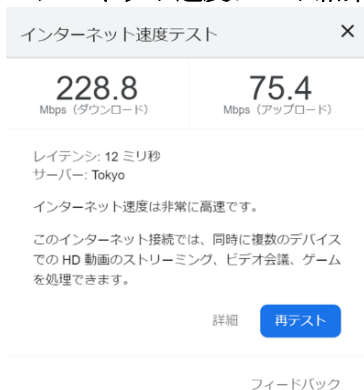 インターネット速度テスト ×
228.8 75.4
Mbps（ダウンロード） Mbps（アップロード）
レイテンシ: 12 ミリ秒
サーバー: Tokyo
インターネット速度は非常に高速です。
このインターネット接続では、同時に複数のデバイス
での HD 動画のストリーミング、ビデオ会議、ゲーム
を処理できます。
詳細 再テスト
フィードバック